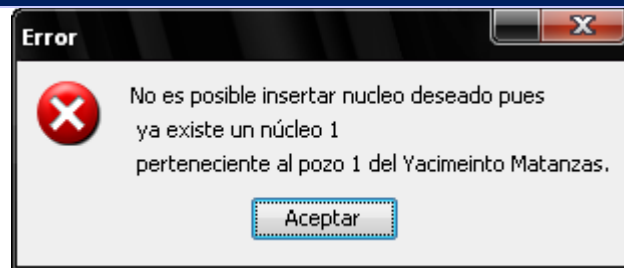 Error
No es posible insertar nucleo deseado pues
ya existe un núcleo 1
perteneciente al pozo 1 del Yacimeinto Matanzas.
Aceptar